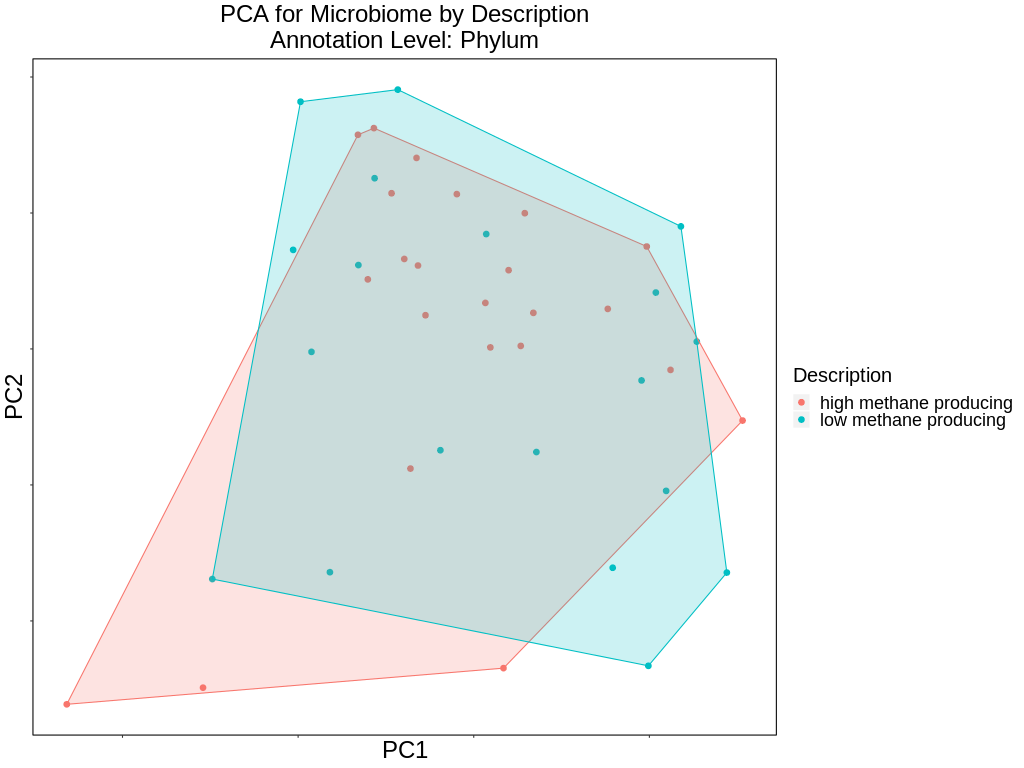 PCA for Microbiome by Description
Annotation Level: Phylum
PC2
PC1
Description
high methane producing
low methane producing